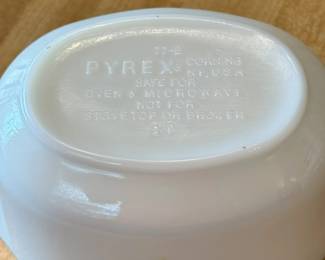 PYREX® CORNING
N.Y. U.S.A
SAFE FOR
OVEN & MICROWAVE
NOT FOR
STOVETOP OR BROILER